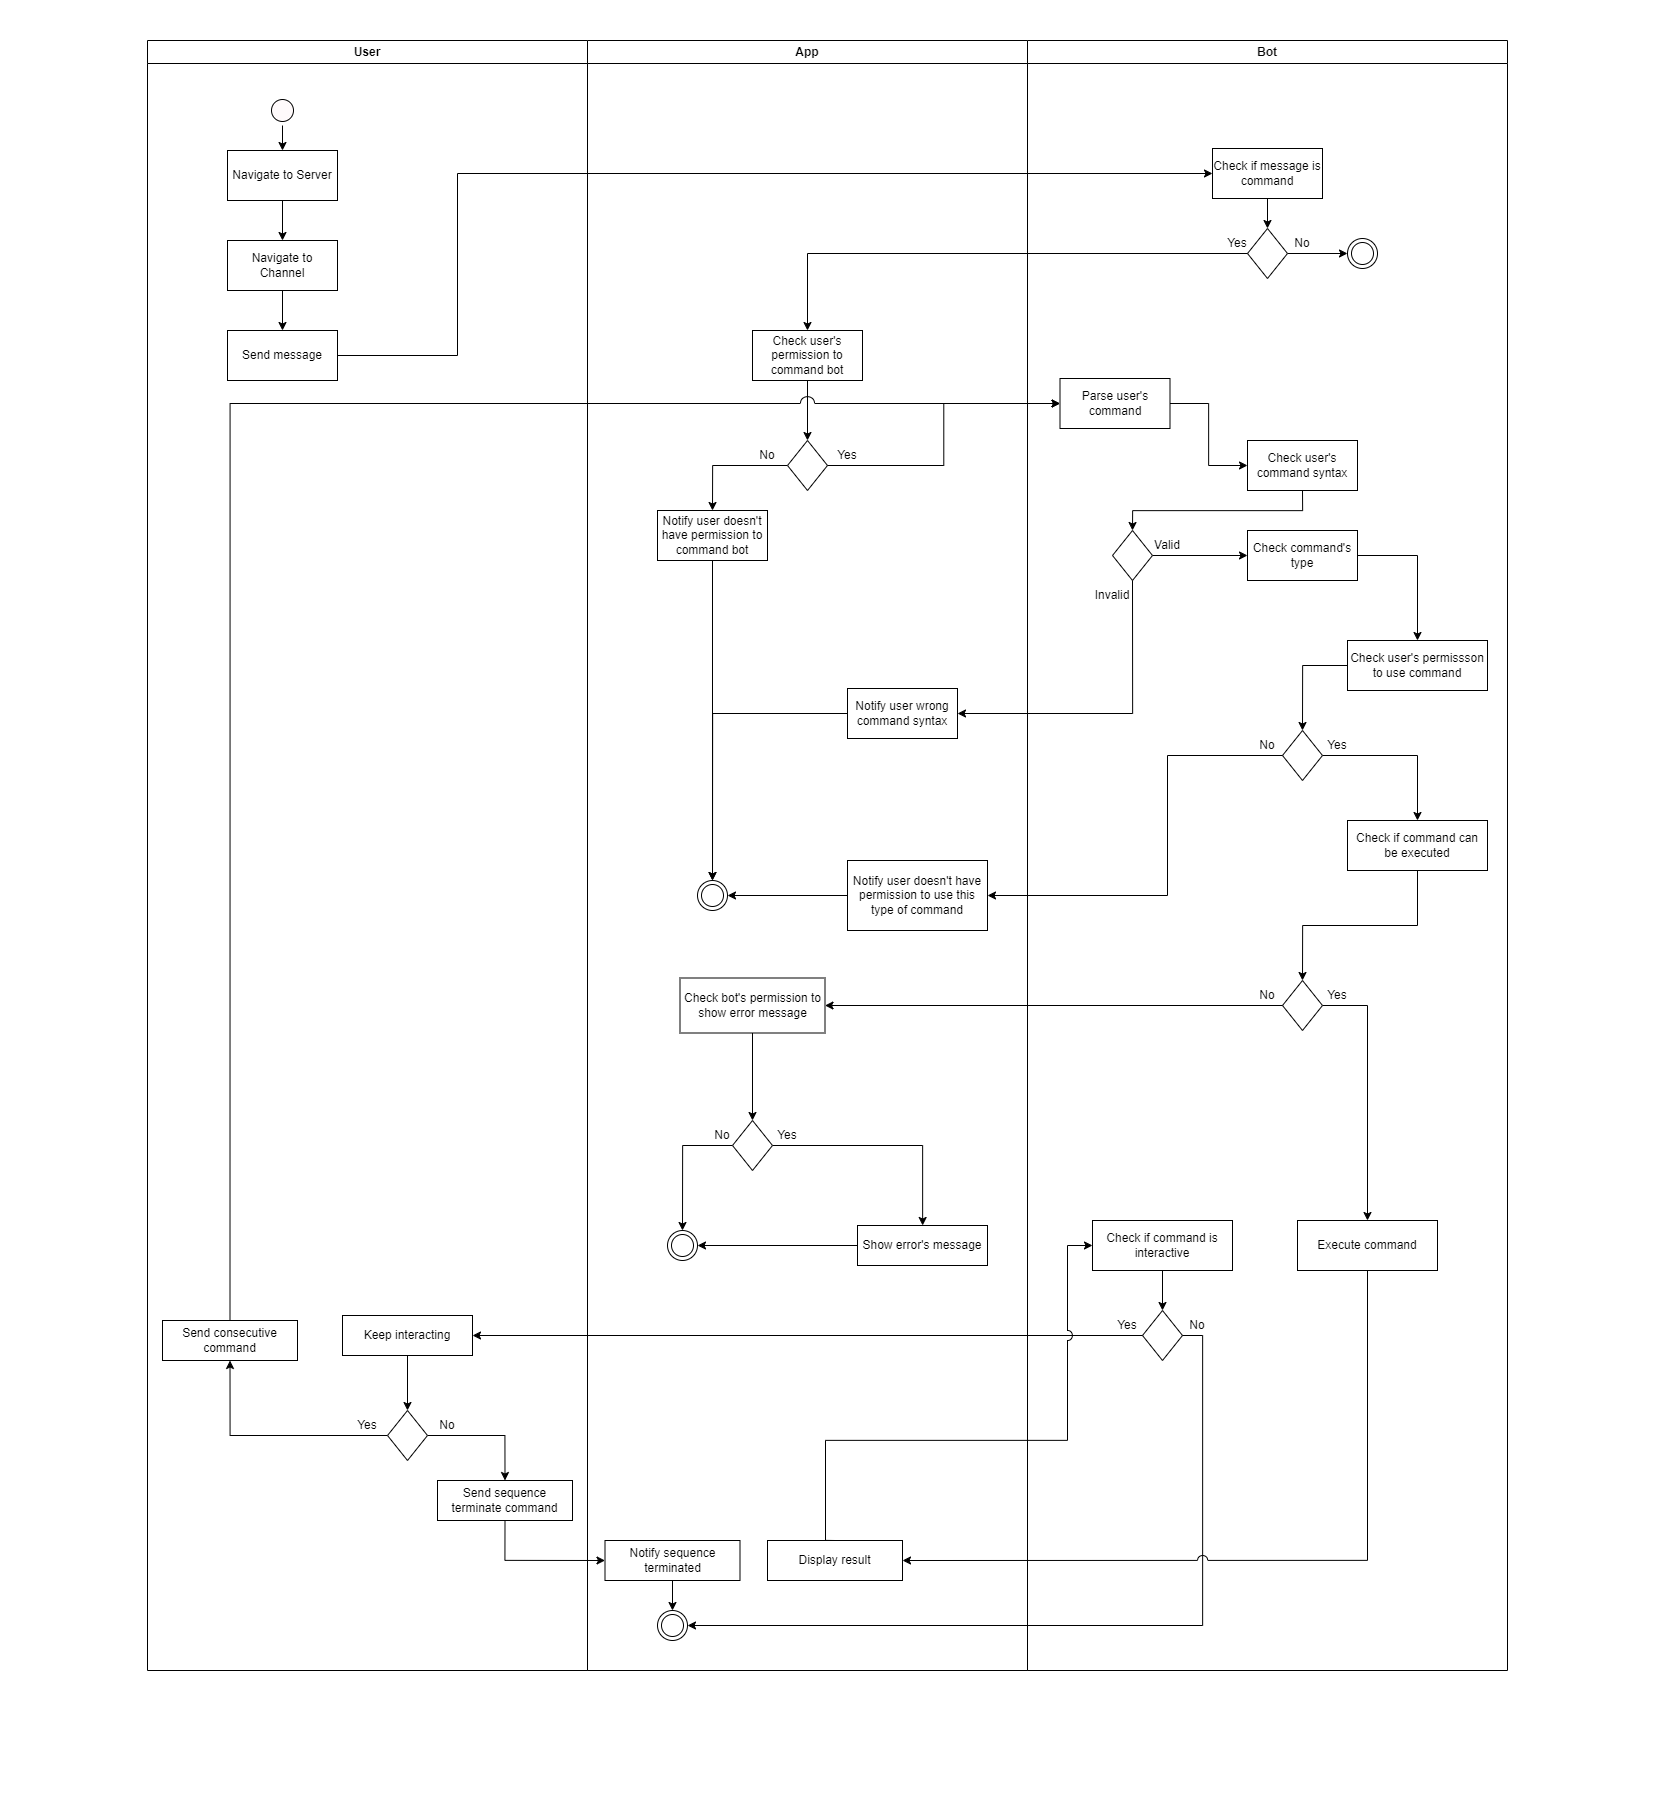 User
App
Bot
Navigate to Server
Check if message is
command
Yes
No
Navigate to
Channel
Send message
Check user's
permission to
command bot
Parse user's
command
No
Yes
Check user's
command syntax
Notify user doesn't
have permission to
command bot
Valid
Check command's
type
Invalid
Check user's permissson
to use command
Notify user wrong
command syntax
No
Yes
Check if command can
be executed
Notify user doesn't have
permission to use this
type of command
Check bot's permission to
show error message
No
Yes
No
Yes
Show error's message
Check if command is
interactive
Execute command
Send consecutive
command
Keep interacting
Yes
No
Yes
No
Send sequence
terminate command
Notify sequence
terminated
Display result